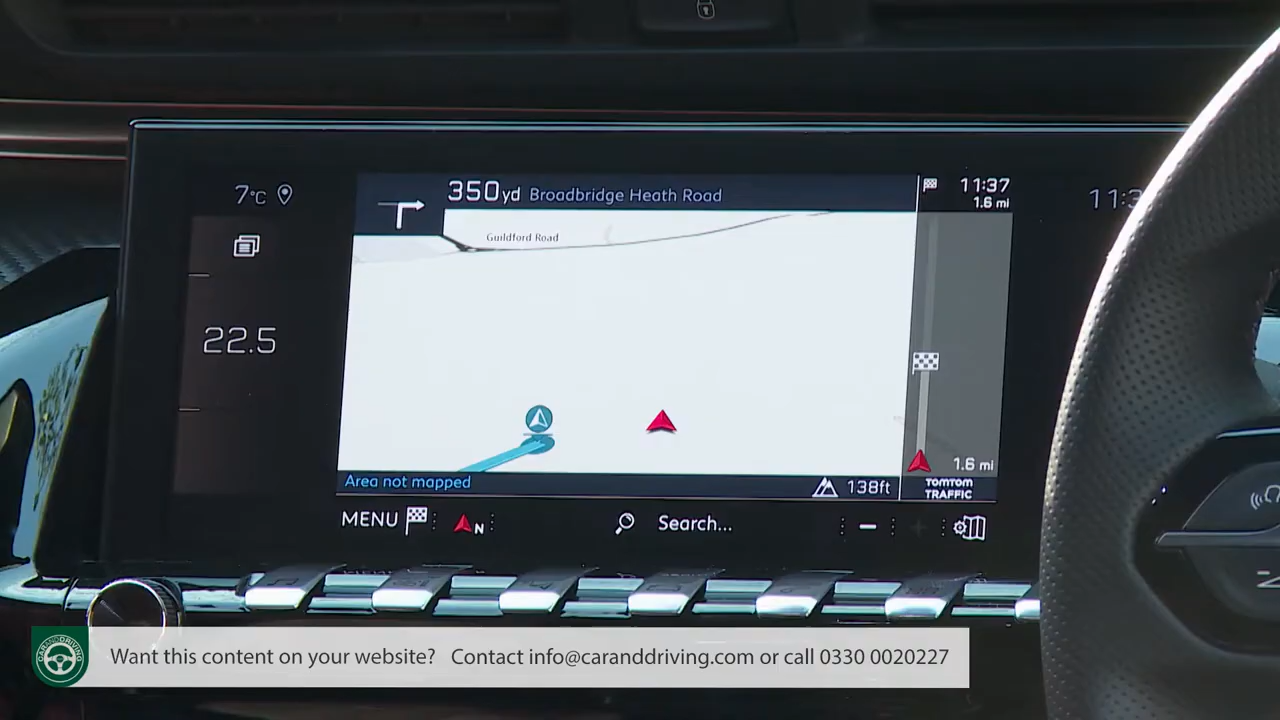 7°C
350yd Broadbridge Heath Road
11:37
1.6 mi
Guildford Road
22.5
1.6 mi
Area not mapped
138ft
TOMTOM
TRAFFIC
MENU
N
Search...
CARANDDRIVING
Want this content on your website? Contact info@caranddriving.com or call 0330 0020227